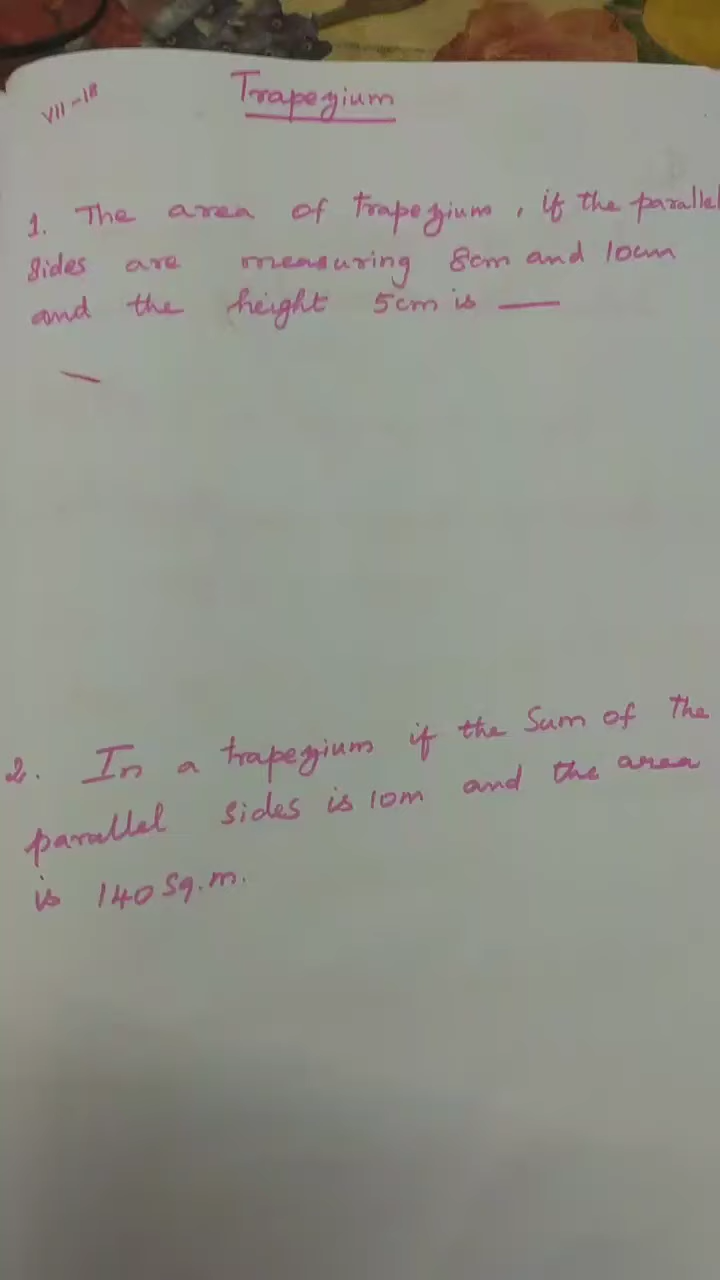 VII-III
Trapezium
1. The area of trapezium, if the parallel
sides are measuring 8cm and 10cm
and the height 5cm is —
2. In a trapezium if the sum of the
parallel sides is 10m and the area
is 140 sq.m.